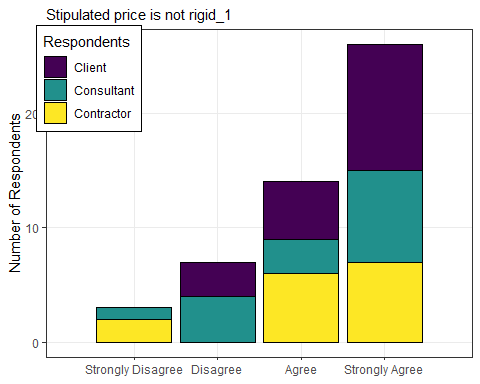 Stipulated price is not rigid_1
Respondents
Client
Consultant
Contractor
Number of Respondents
20
10
0
Strongly Disagree
Disagree
Agree
Strongly Agree